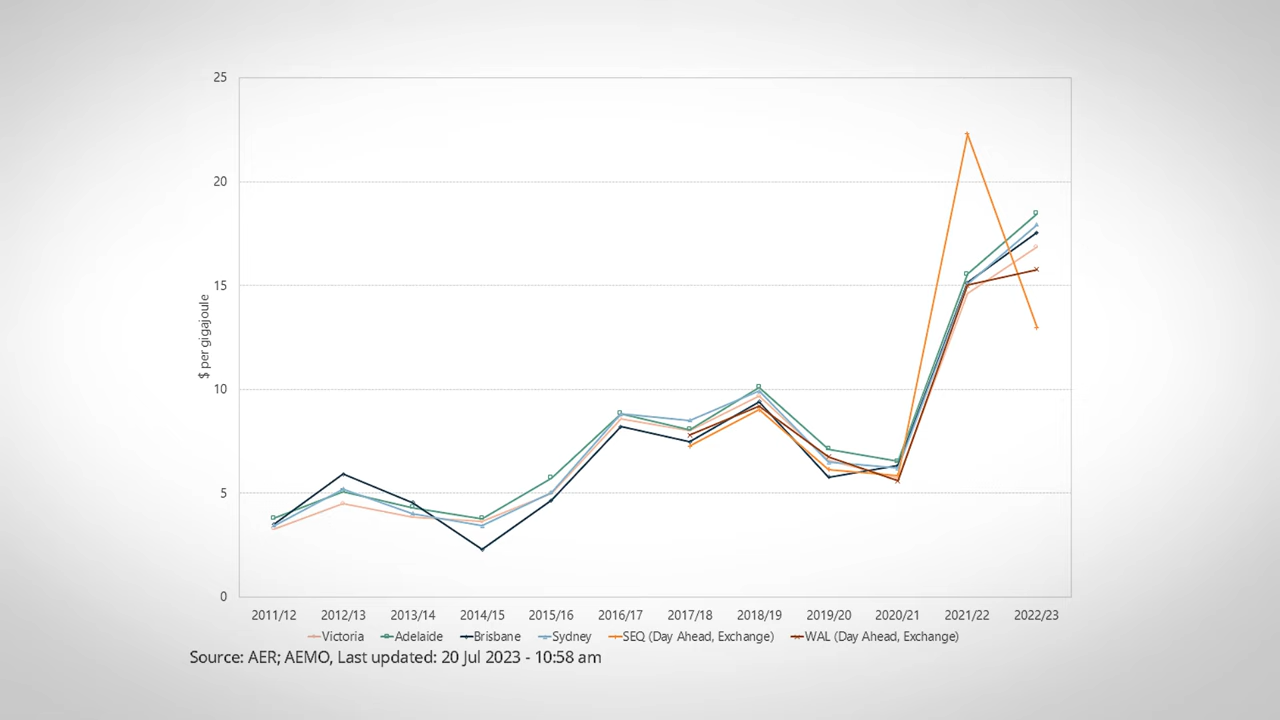 25
20
15
10
5
0
$ per gigajoule
2011/12 2012/13 2013/14 2014/15 2015/16 2016/17 2017/18 2018/19 2019/20 2020/21 2021/22 2022/23
Victoria Adelaide Brisbane Sydney SEQ (Day Ahead, Exchange) WAL (Day Ahead, Exchange)
Source: AER; AEMO, Last updated: 20 Jul 2023 - 10:58 am